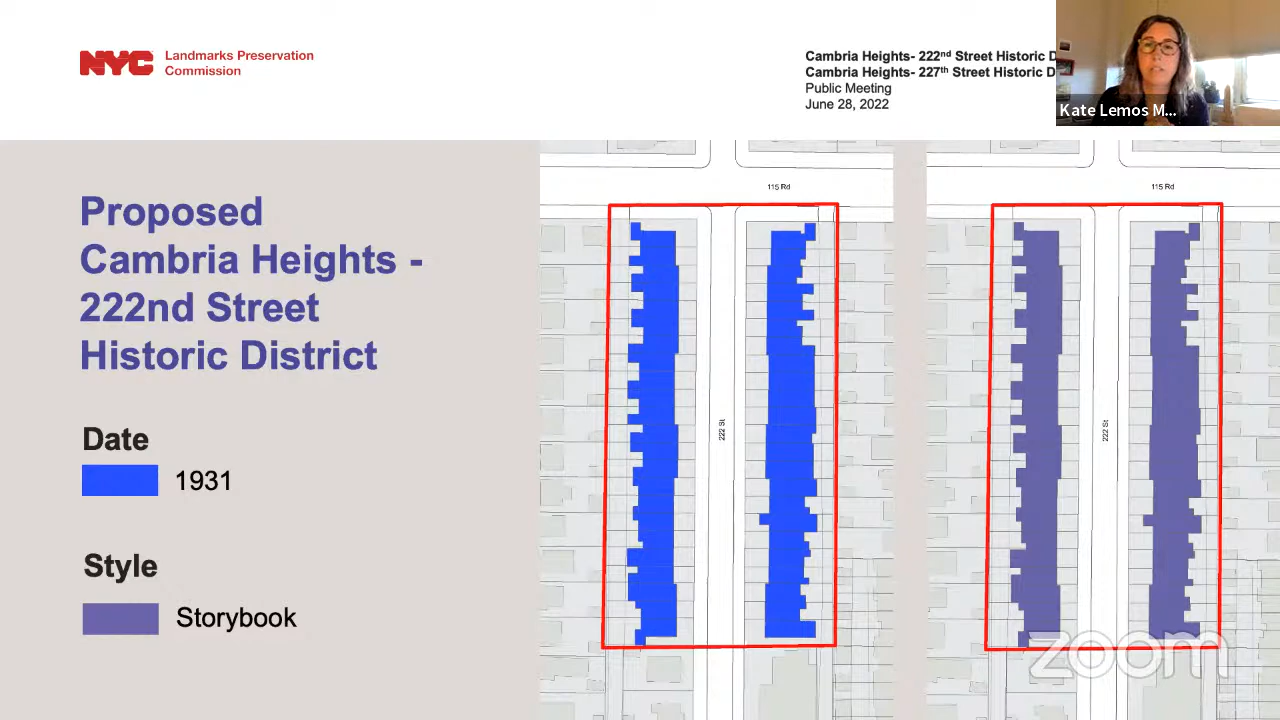 NYC
Landmarks Preservation
Commission
Cambria Heights- 222nd Street Historic D
Cambria Heights- 227th Street Historic D
Public Meeting
June 28, 2022
Kate Lemos M...
Proposed
Cambria Heights -
222nd Street
Historic District
Date
1931
Style
Storybook
115 Rd
222 St
115 Rd
222 St
zoom